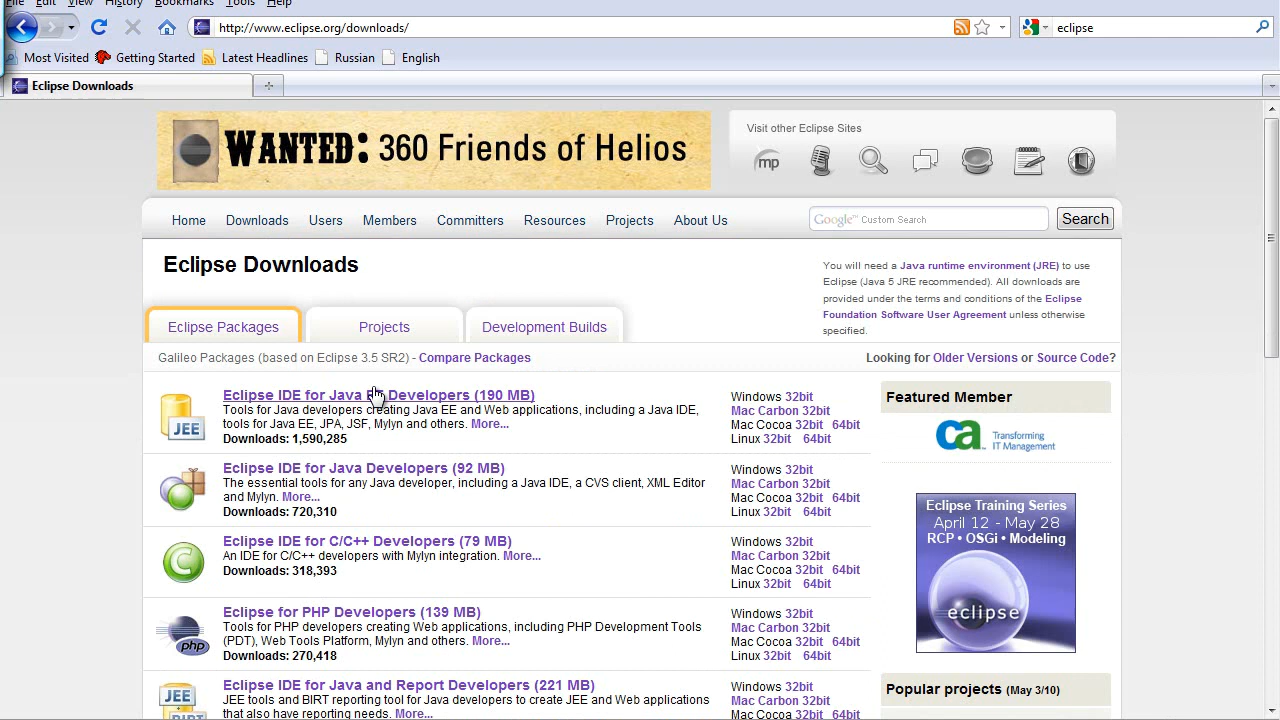 File Edit View History Bookmarks Tools Help
http://www.eclipse.org/downloads/
eclipse
Most Visited Getting Started Latest Headlines Russian English
Eclipse Downloads
WANTED: 360 Friends of Helios
Visit other Eclipse Sites
mp
Home Downloads Users Members Committers Resources Projects About Us
Google™ Custom Search
Search
Eclipse Downloads
You will need a Java runtime environment (JRE) to use
Eclipse (Java 5 JRE recommended). All downloads are
provided under the terms and conditions of the Eclipse
Foundation Software User Agreement unless otherwise
specified.
Eclipse Packages Projects Development Builds
Galileo Packages (based on Eclipse 3.5 SR2) - Compare Packages
Looking for Older Versions or Source Code?
JEE
Eclipse IDE for Java EE Developers (190 MB)
Tools for Java developers creating Java EE and Web applications, including a Java IDE,
tools for Java EE, JPA, JSF, Mylyn and others. More...
Downloads: 1,590,285
Windows 32bit
Mac Carbon 32bit
Mac Cocoa 32bit 64bit
Linux 32bit 64bit
Eclipse IDE for Java Developers (92 MB)
The essential tools for any Java developer, including a Java IDE, a CVS client, XML Editor
and Mylyn. More...
Downloads: 720,310
Windows 32bit
Mac Carbon 32bit
Mac Cocoa 32bit 64bit
Linux 32bit 64bit
C
Eclipse IDE for C/C++ Developers (79 MB)
An IDE for C/C++ developers with Mylyn integration. More...
Downloads: 318,393
Windows 32bit
Mac Carbon 32bit
Mac Cocoa 32bit 64bit
Linux 32bit 64bit
php
Eclipse for PHP Developers (139 MB)
Tools for PHP developers creating Web applications, including PHP Development Tools
(PDT), Web Tools Platform, Mylyn and others. More...
Downloads: 270,418
Windows 32bit
Mac Carbon 32bit
Mac Cocoa 32bit 64bit
Linux 32bit 64bit
JEE
BIRT
Eclipse IDE for Java and Report Developers (221 MB)
JEE tools and BIRT reporting tool for Java developers to create JEE and Web applications
that also have reporting needs. More...
Windows 32bit
Mac Carbon 32bit
Mac Cocoa 32bit 64bit
Featured Member
ca Transforming
IT Management
Eclipse Training Series
April 12 - May 28
RCP • OSGi • Modeling
eclipse
Popular projects (May 3/10)